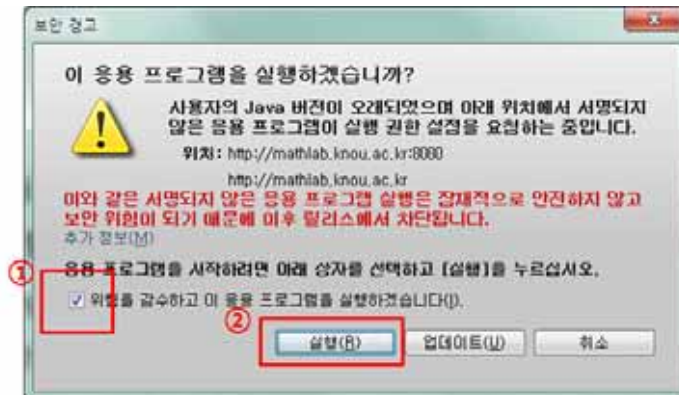 보안 경고
이 응용 프로그램을 실행하겠습니까?
사용자의 Java 버전이 오래되었으며 아래 위치에서 서명되지
않은 응용 프로그램이 실행 권한 설정을 요청하는 중입니다.
위치: http://mathlab.knou.ac.kr:8080
http://mathlab.knou.ac.kr
이와 같은 서명되지 않은 응용 프로그램 실행은 잠재적으로 안전하지 않고
보안 위험이 되기 때문에 이후 릴리스에서 차단됩니다.
추가 정보(M)
①
응용 프로그램을 시작하려면 아래 상자를 선택하고 [실행]을 누르십시오.
위험을 감수하고 이 응용 프로그램을 실행하겠습니다(I).
②
실행(R) 업데이트(U) 취소